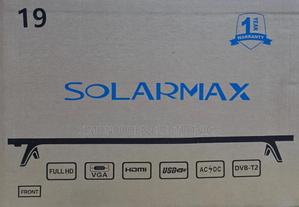 19
1
YEAR
WARRANTY
SOLARMAX
FULL HD
VGA
HDMI
USB
AC/DC
DVB-T2
FRONT